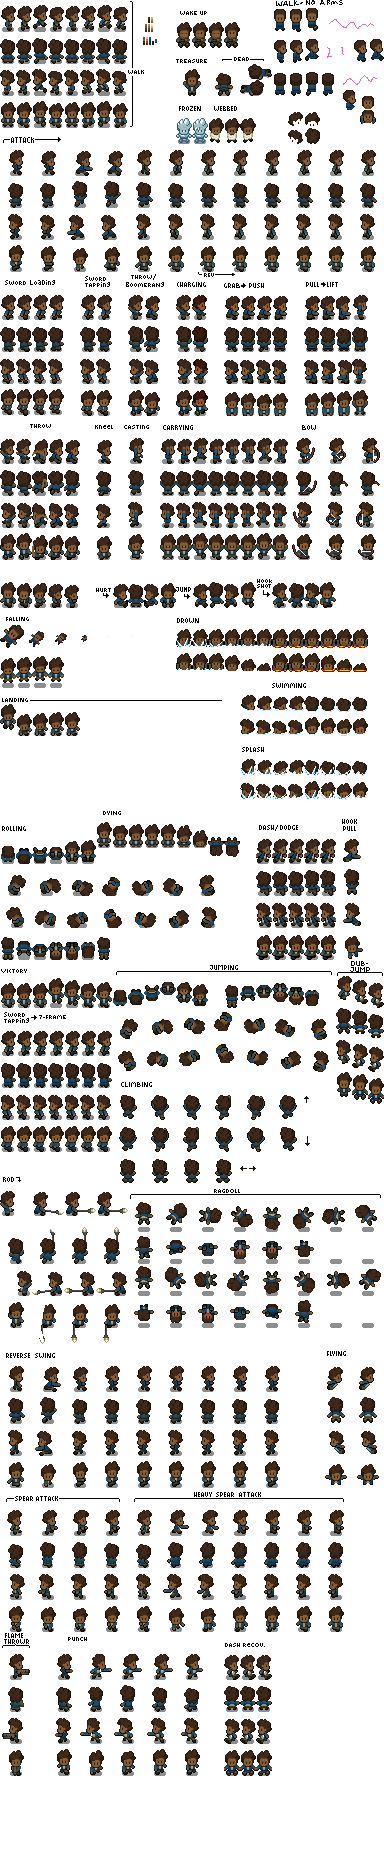 WALK-NO ARMS
WAKE UP
TREASURE
DEAD
WALK
FROZEN
WEBBED
ATTACK
REV
SWORD LOADING
SWORD TAPPING
THROW/ BOOMERANG
CHARGING
GRAB PUSH
PULL LIFT
THROW
KNEEL
CASTING
CARRYING
BOW
HURT
JUMP
HOOK SHOT
FALLING
DROWN
LANDING
SWIMMING
SPLASH
DYING
ROLLING
DASH/DODGE
HOOK PULL
VICTORY
JUMPING
DUB-JUMP
SWORD TAPPING 7-FRAME
CLIMBING
ROD
RAGDOLL
REVERSE SWING
FLYING
SPEAR ATTACK
HEAVY SPEAR ATTACK
FLAME THROWR
PUNCH
DASH RECOV.